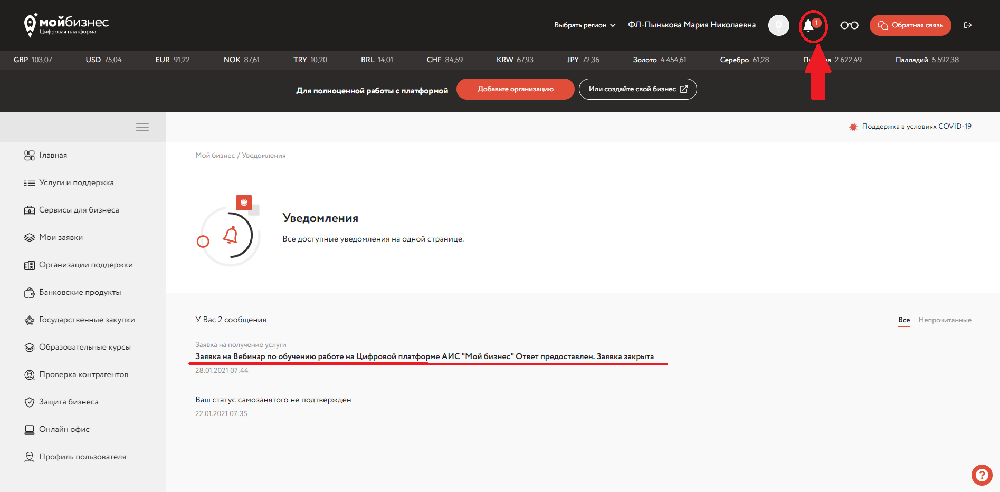 мойбизнес
Цифровая платформа
Выбрать регион
ФЛ-Пынькова Мария Николаевна
1
Обратная связь
GBP 103,07 USD 75,04 EUR 91,22 NOK 87,61 TRY 10,20 BRL 14,01 CHF 84,59 KRW 67,93 JPY 72,36 Золото 4 454,61 Серебро 61,28 2 622,49 Палладий 5 592,38
Для полноценной работы с платформой
Добавьте организацию
Или создайте свой бизнес
Поддержка в условиях COVID-19
Главная
Услуги и поддержка
Сервисы для бизнеса
Мои заявки
Организации поддержки
Банковские продукты
Государственные закупки
Образовательные курсы
Проверка контрагентов
Защита бизнеса
Онлайн офис
Профиль пользователя
Мой бизнес / Уведомления
Уведомления
Все доступные уведомления на одной странице.
У Вас 2 сообщения
Все Непрочитанные
Заявка на получение услуги
Заявка на Вебинар по обучению работе на Цифровой платформе АИС "Мой бизнес" Ответ предоставлен. Заявка закрыта
28.01.2021 07:44
Ваш статус самозанятого не подтвержден
22.01.2021 07:35
?